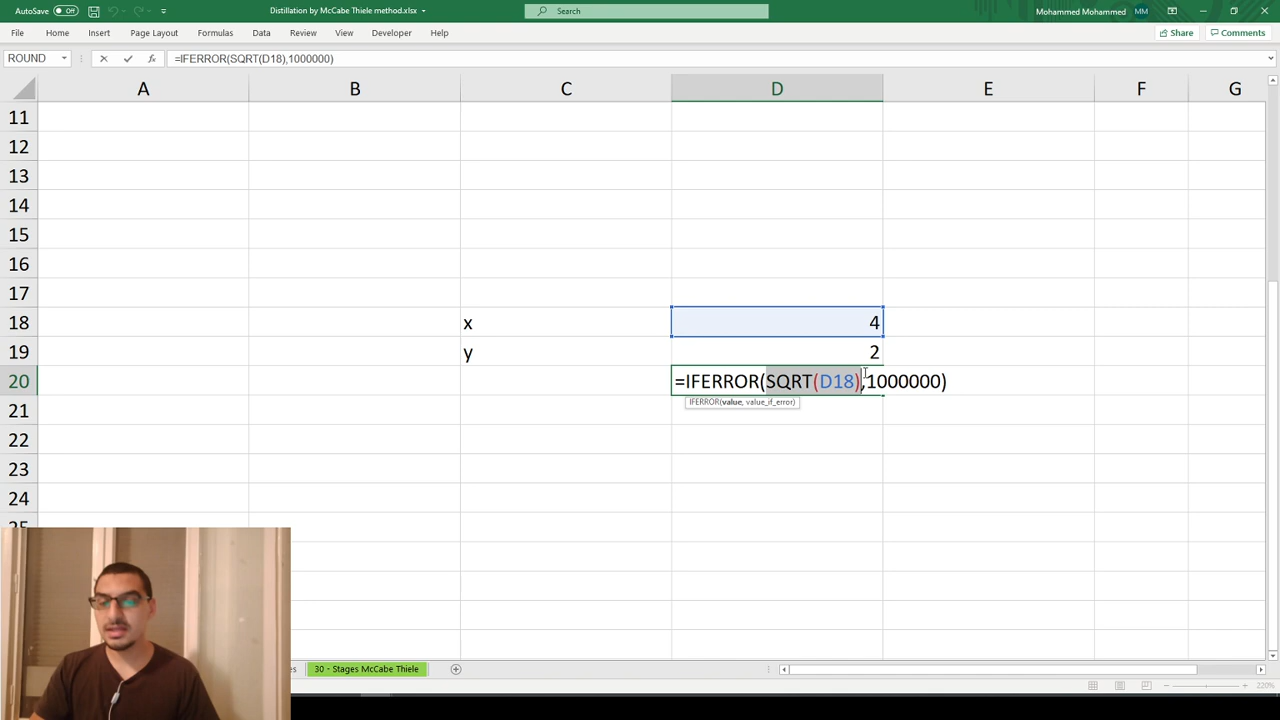 AutoSave Off
Distillation by McCabe Thiele method.xlsx
Search
Mohammed Mohammed MM
File Home Insert Page Layout Formulas Data Review View Developer Help
Share Comments
ROUND fx =IFERROR(SQRT(D18),1000000)
A B C D E F G
11
12
13
14
15
16
17
18 x 4
19 y 2
20 =IFERROR(SQRT(D18),1000000)
21 IFERROR(value, value_if_error)
22
23
24
25
30 - Stages McCabe Thiele
220%